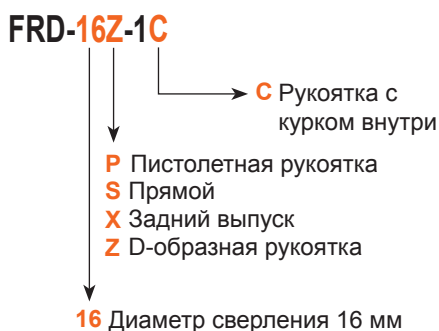 FRD-16Z-1C
C Рукоятка с
курком внутри
P Пистолетная рукоятка
S Прямой
X Задний выпуск
Z D-образная рукоятка
16 Диаметр сверления 16 мм